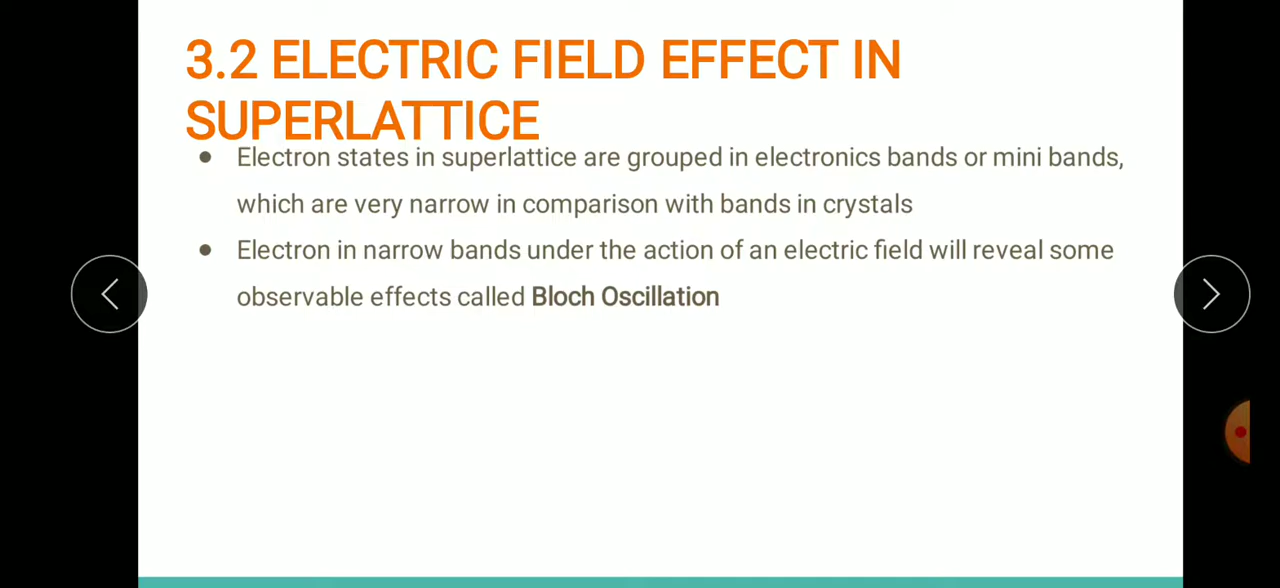 3.2 ELECTRIC FIELD EFFECT IN
SUPERLATTICE
● Electron states in superlattice are grouped in electronics bands or mini bands,
which are very narrow in comparison with bands in crystals
● Electron in narrow bands under the action of an electric field will reveal some
observable effects called Bloch Oscillation